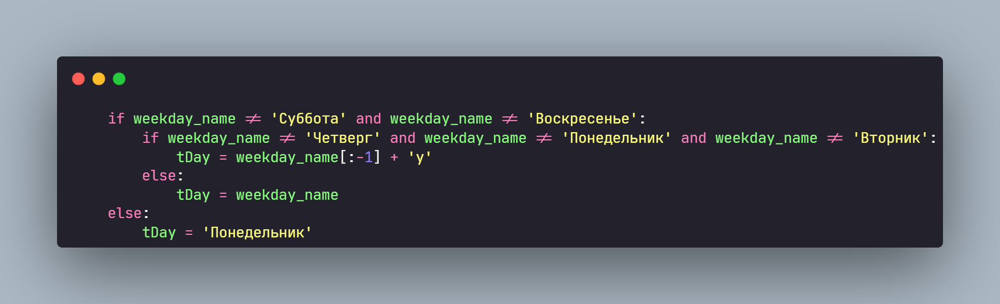 if weekday_name != 'Суббота' and weekday_name != 'Воскресенье':
if weekday_name != 'Четверг' and weekday_name != 'Понедельник' and weekday_name != 'Вторник':
tDay = weekday_name[:-1] + 'у'
else:
tDay = weekday_name
else:
tDay = 'Понедельник'